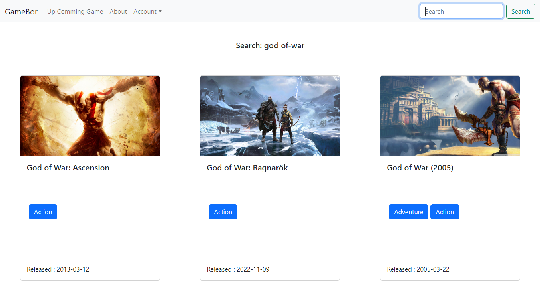 GameBox Up Comming Game About Account Search Search
Search: god of-war
God of War: Ascension God of War: Ragnarök God of War (2005)
Action Action Adventure Action
Released : 2013-03-12 Released : 2022-11-09 Released : 2005-03-22